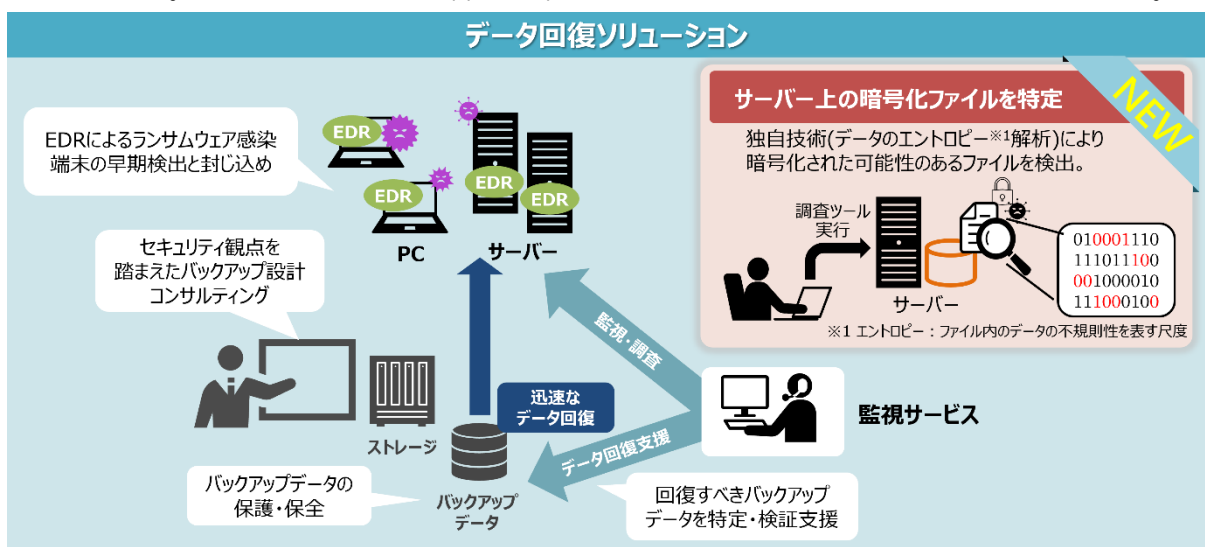 データ回復ソリューション
EDRによるランサムウェア感染
端末の早期検出と封じ込め
EDR
EDR
EDR
EDR
PC
サーバー
セキュリティ観点を
踏まえたバックアップ設計
コンサルティング
ストレージ
迅速な
データ回復
バックアップ
データ
バックアップデータの
保護・保全
監視・調査
データ回復支援
監視サービス
回復すべきバックアップ
データを特定・検証支援
NEW
サーバー上の暗号化ファイルを特定
独自技術(データのエントロピー※1解析)により
暗号化された可能性のあるファイルを検出。
調査ツール
実行
サーバー
010001110
111011100
001000010
111000100
※1 エントロピー：ファイル内のデータの不規則性を表す尺度